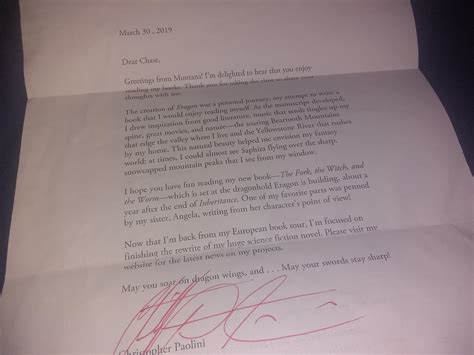 March 30, 2019
Dear Chase,
Greetings from Montana! I'm delighted to hear that you enjoy
reading my books. Thank you for taking the time to share your
thoughts with me.
The creation of Eragon was a personal journey; my attempt to write a
book that I would enjoy reading myself. As the manuscript developed,
I drew inspiration from good literature, music that sends tingles up my
spine, great movies, and nature—the soaring Beartooth Mountains
that edge the valley where I live and the Yellowstone River that makes
by my home. This natural beauty helped me envision my fantasy
world; at times, I could almost see Saphira flying over the sharp,
snowcapped mountain peaks that I see from my window.
I hope you have fun reading my new book—The Fork, the Witch, and
the Worm—which is set at the dragonhold Eragon is building, about a
year after the end of Inheritance. One of my favorite parts was penned
by my sister, Angela, writing from her character's point of view!
Now that I'm back from my European book tour, I'm focused on
finishing the rewrite of my huge science fiction novel. Please visit my
website for the latest news on my projects.
May you soar on dragon wings, and . . . May your swords stay sharp!
Christopher Paolini